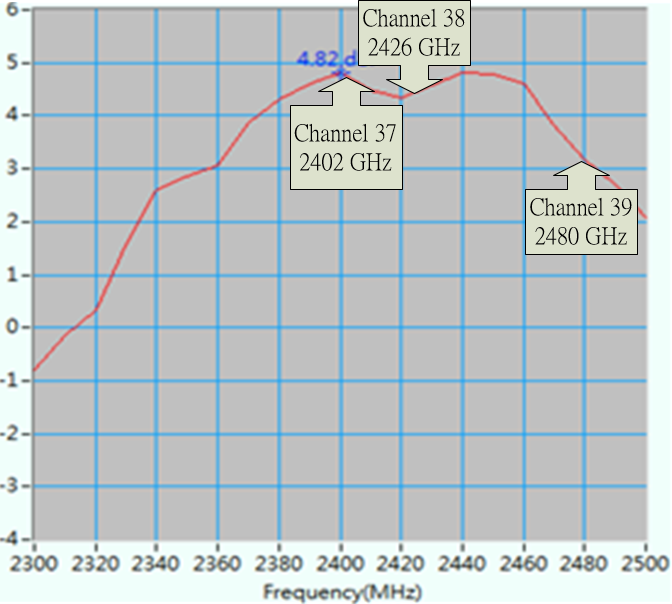 6
5
4
3
2
1
0
-1
-2
-3
-4
4.82 d
Channel 38
2426 GHz
Channel 37
2402 GHz
Channel 39
2480 GHz
2300 2320 2340 2360 2380 2400 2420 2440 2460 2480 2500
Frequency(MHz)